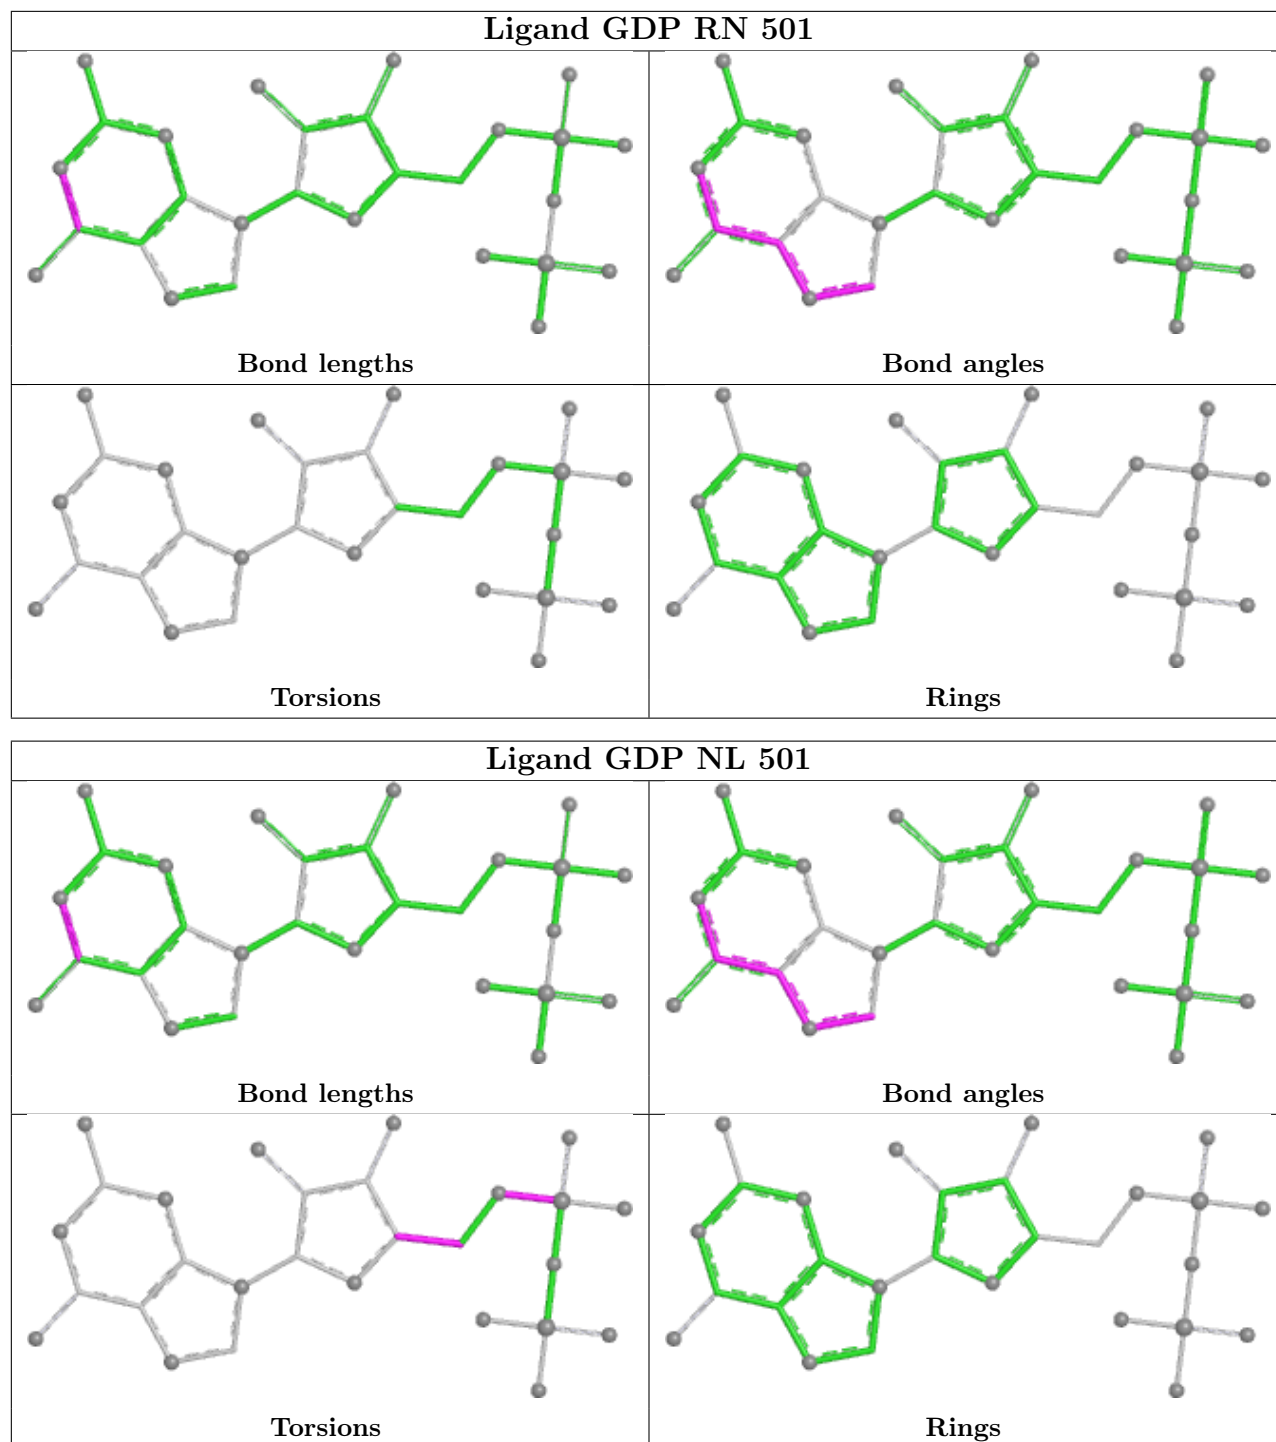 Ligand GDP RN 501
Bond lengths Bond angles
Torsions Rings
Ligand GDP NL 501
Bond lengths Bond angles
Torsions Rings